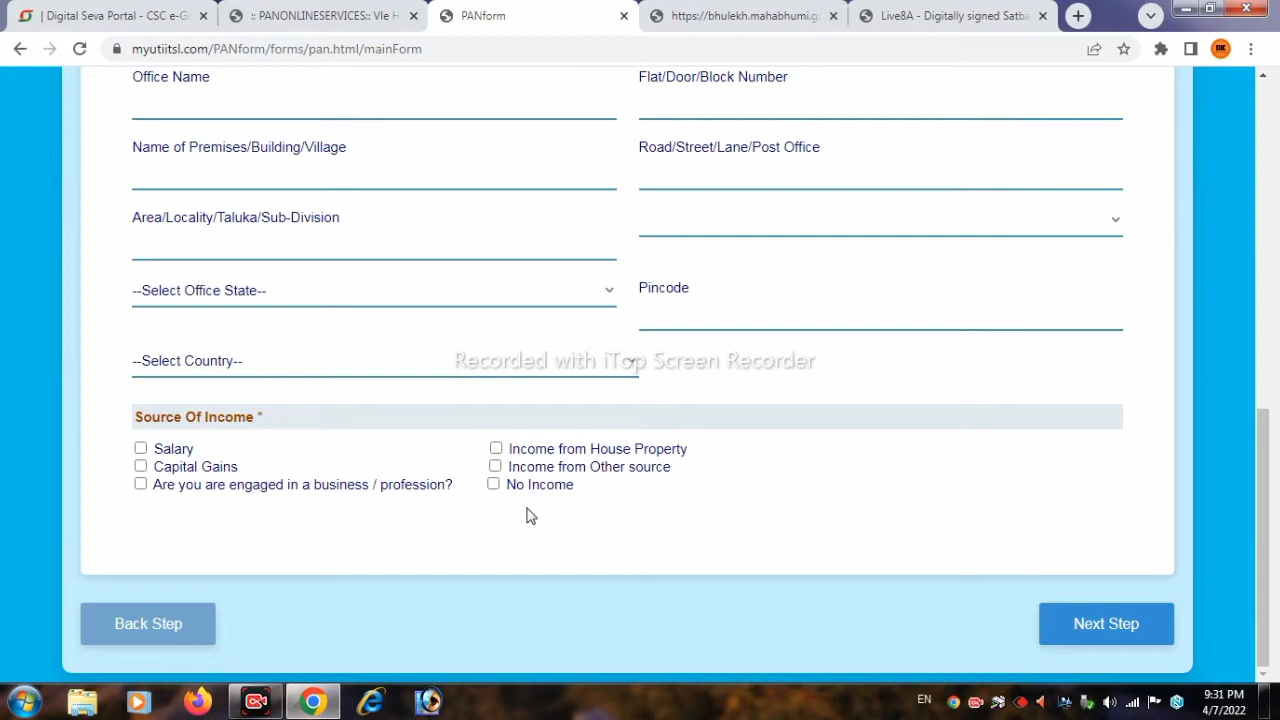 | Digital Seva Portal - CSC e-Go
:: PANONLINESERVICES:: Vle H
PANform
https://bhulekh.mahabhumi.g
Live8A - Digitally signed Satba
myutiitsl.com/PANform/forms/pan.html/mainForm
DK
Office Name
Flat/Door/Block Number
Name of Premises/Building/Village
Road/Street/Lane/Post Office
Area/Locality/Taluka/Sub-Division
--Select Office State--
Pincode
--Select Country--
Recorded with iTop Screen Recorder
Source Of Income *
Salary
Income from House Property
Capital Gains
Income from Other source
Are you are engaged in a business / profession?
No Income
Back Step
Next Step
EN
9:31 PM
4/7/2022